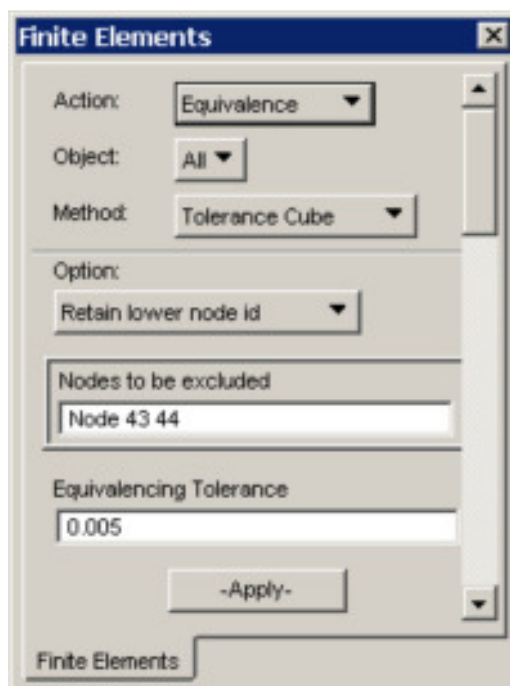 Finite Elements
Action: Equivalence
Object: All
Method: Tolerance Cube
Option:
Retain lower node id
Nodes to be excluded
Node 43 44
Equivalencing Tolerance
0.005
-Apply-
Finite Elements